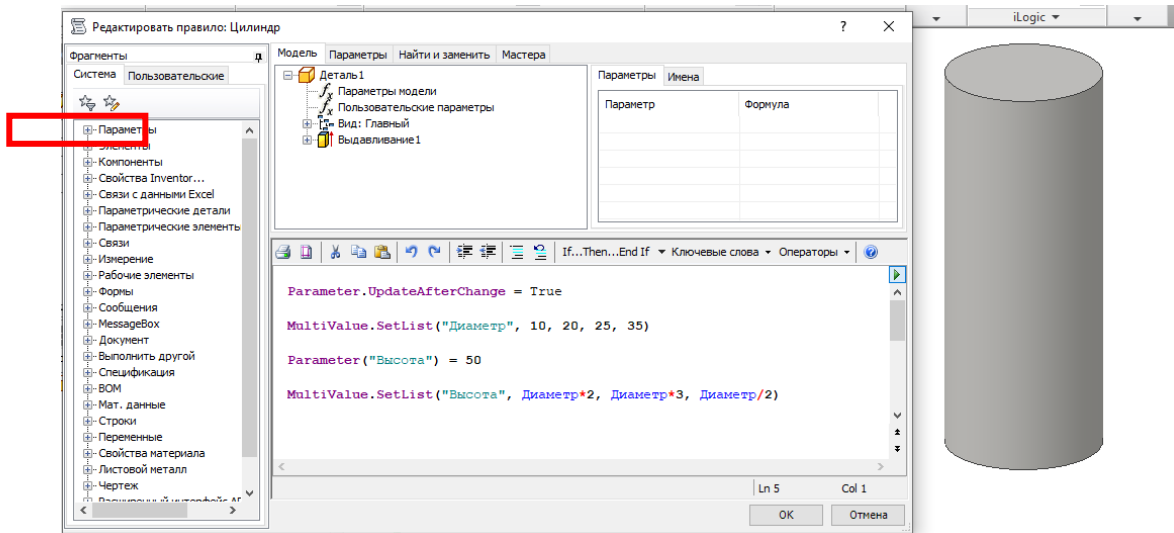 Редактировать правило: Цилиндр
?
iLogic
Фрагменты
Система Пользовательские
Параметры
Элементы
Компоненты
Свойства Inventor...
Связи с данными Excel
Параметрические детали
Параметрические элементы
Связи
Измерение
Рабочие элементы
Формы
Сообщения
MessageBox
Документ
Выполнить другой
Спецификация
BOM
Мат. данные
Строки
Переменные
Свойства материала
Листовой металл
Чертеж
Модель Параметры Найти и заменить Мастера
Деталь1
Параметры модели
Пользовательские параметры
Вид: Главный
Выдавливание1
Параметры Имена
Параметр Формула
If...Then...End If Ключевые слова Операторы
Parameter.UpdateAfterChange = True
MultiValue.SetList("Диаметр", 10, 20, 25, 35)
Parameter("Высота") = 50
MultiValue.SetList("Высота", Диаметр*2, Диаметр*3, Диаметр/2)
Ln 5 Col 1
OK Отмена